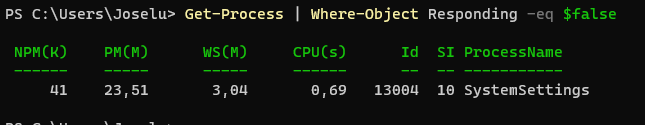 PS C:\Users\Joselu> Get-Process | Where-Object Responding -eq $false
NPM(K) PM(M) WS(M) CPU(s) Id SI ProcessName
------ ----- ----- ------ -- -- -----------
41 23,51 3,04 0,69 13004 10 SystemSettings